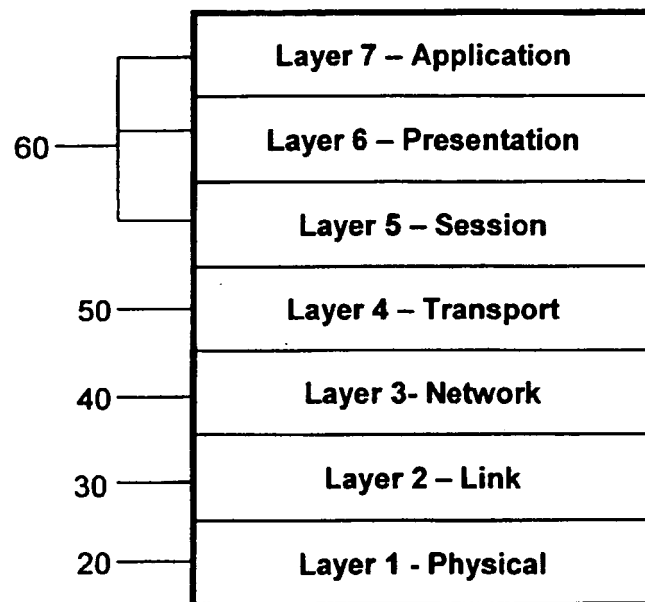 Layer 7 – Application
60
Layer 6 – Presentation
Layer 5 – Session
50
Layer 4 – Transport
40
Layer 3- Network
30
Layer 2 – Link
20
Layer 1 - Physical